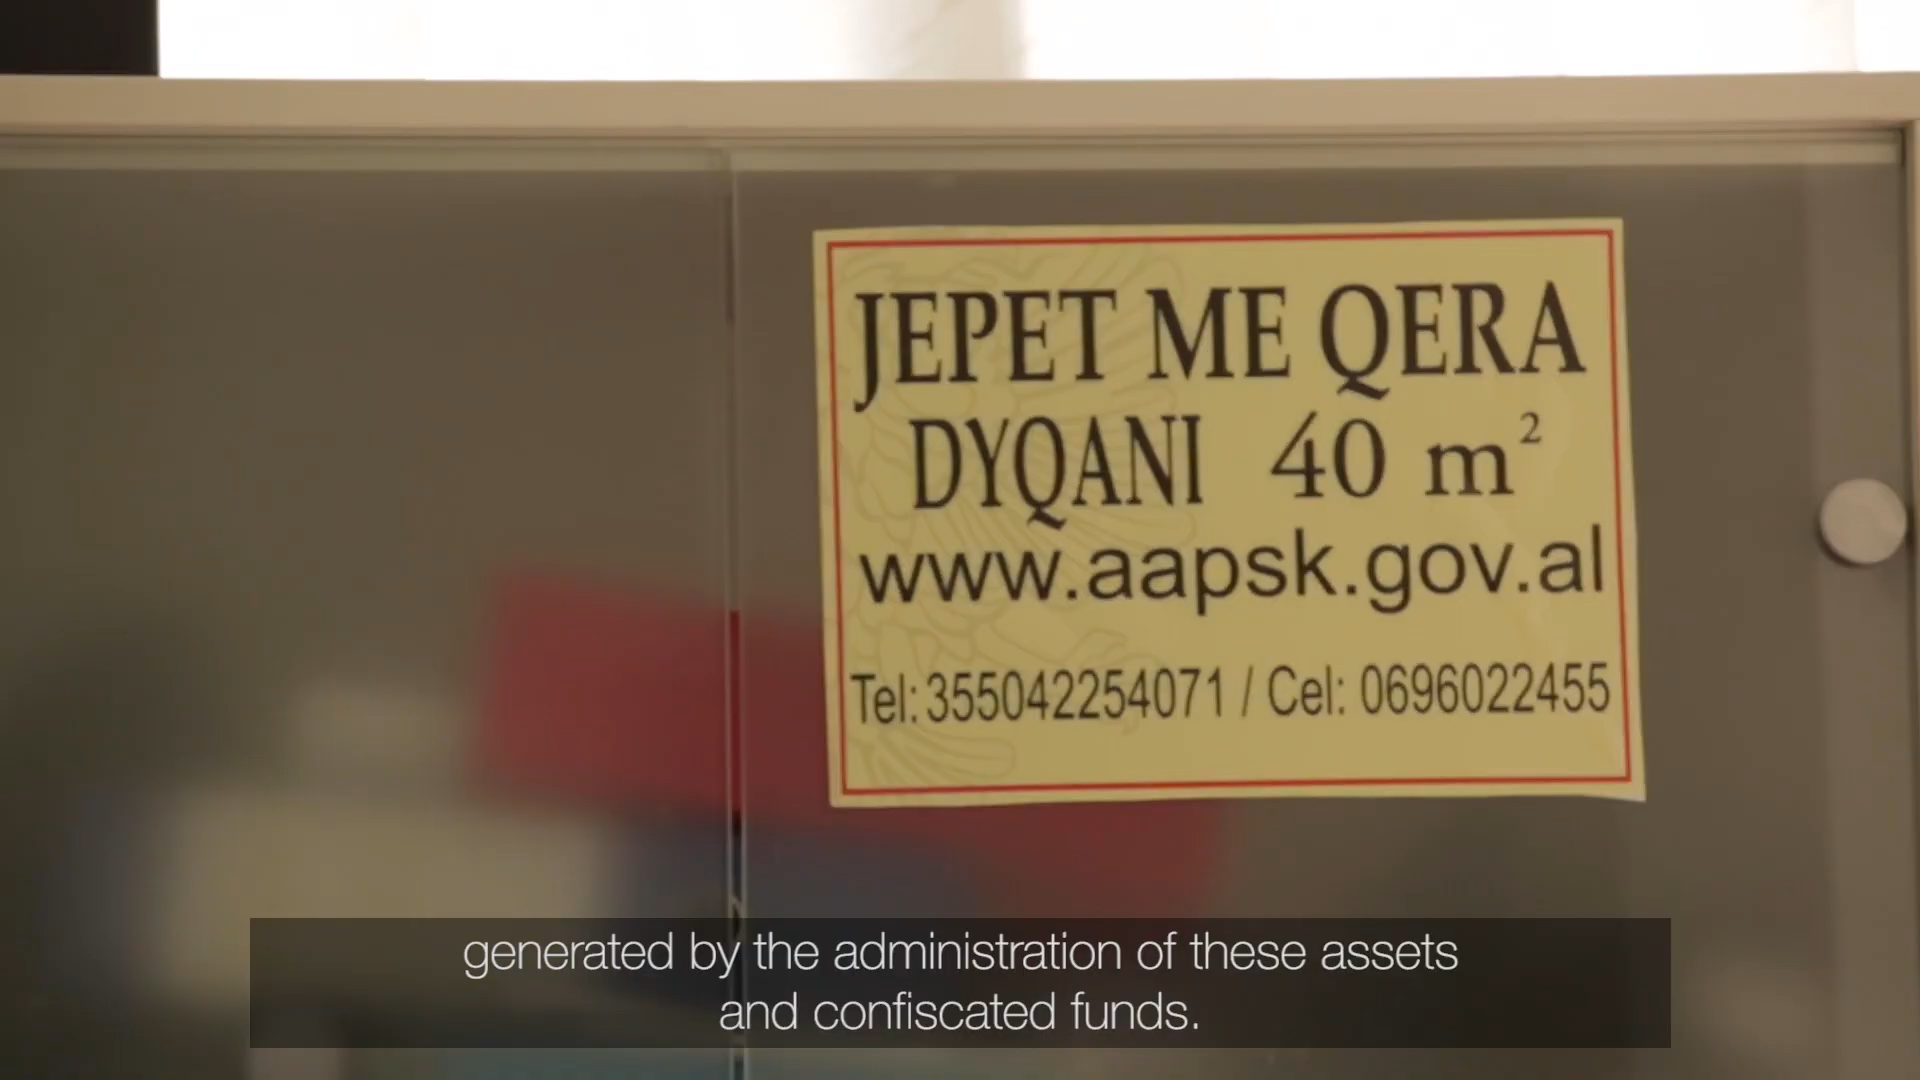 JEPET ME QERA
DYQANI 40 m²
www.aapsk.gov.al
Tel: 355042254071 / Cel: 0696022455
generated by the administration of these assets
and confiscated funds.